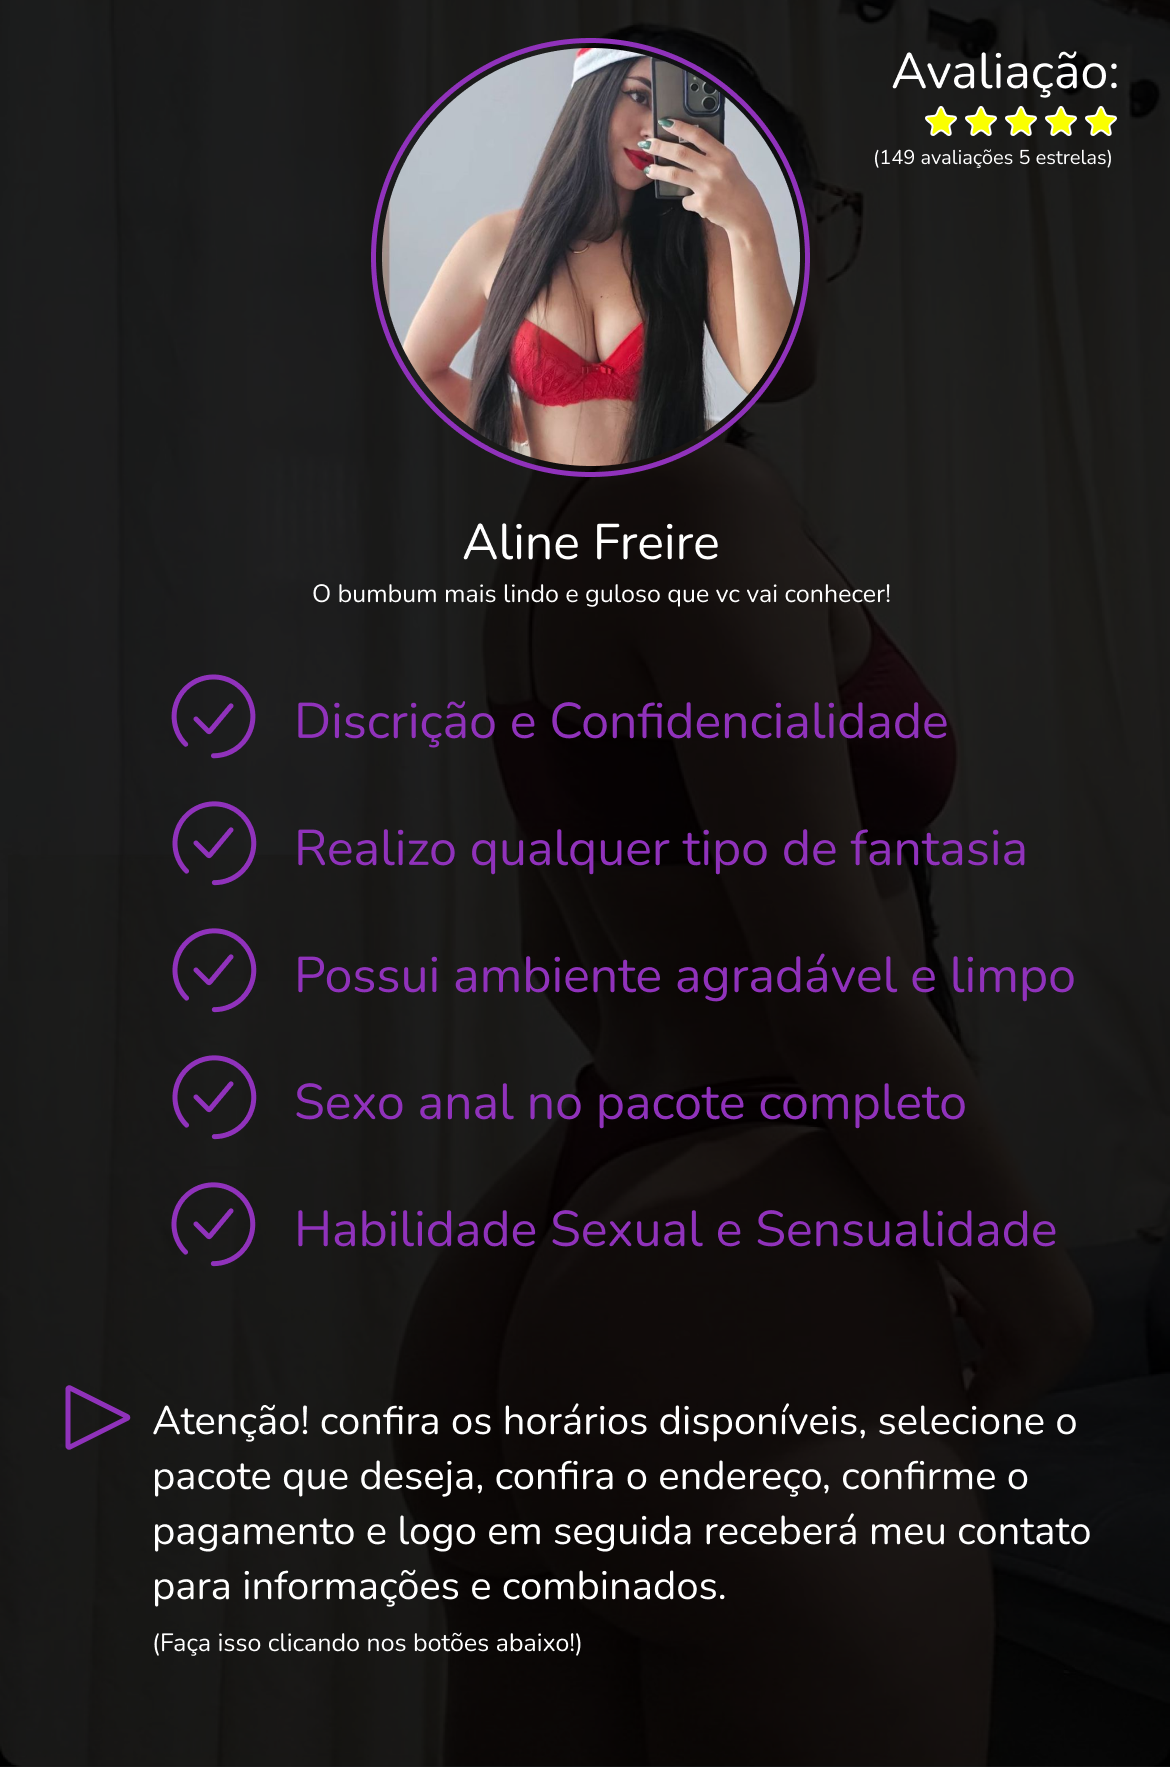 Avaliação:
(149 avaliações 5 estrelas)
Aline Freire
O bumbum mais lindo e guloso que vc vai conhecer!
Discrição e Confidencialidade
Realizo qualquer tipo de fantasia
Possui ambiente agradável e limpo
Sexo anal no pacote completo
Habilidade Sexual e Sensualidade
Atenção! confira os horários disponíveis, selecione o
pacote que deseja, confira o endereço, confirme o
pagamento e logo em seguida receberá meu contato
para informações e combinados.
(Faça isso clicando nos botões abaixo!)